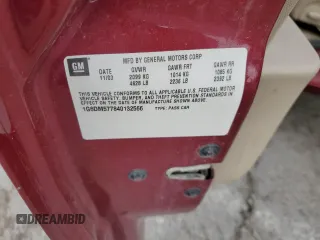 GM
MFD BY GENERAL MOTORS CORP
DATE GVWR GAWR FRT GAWR RR
11/03 2099 KG 1014 KG 1085 KG
4628 LB 2236 LB 2392 LB
THIS VEHICLE CONFORMS TO ALL APPLICABLE U.S. FEDERAL MOTOR
VEHICLE SAFETY, BUMPER, AND THEFT PREVENTION STANDARDS IN
EFFECT ON THE DATE OF MANUFACTURE SHOWN ABOVE.
TYPE: PASS CAR
DREAMBID